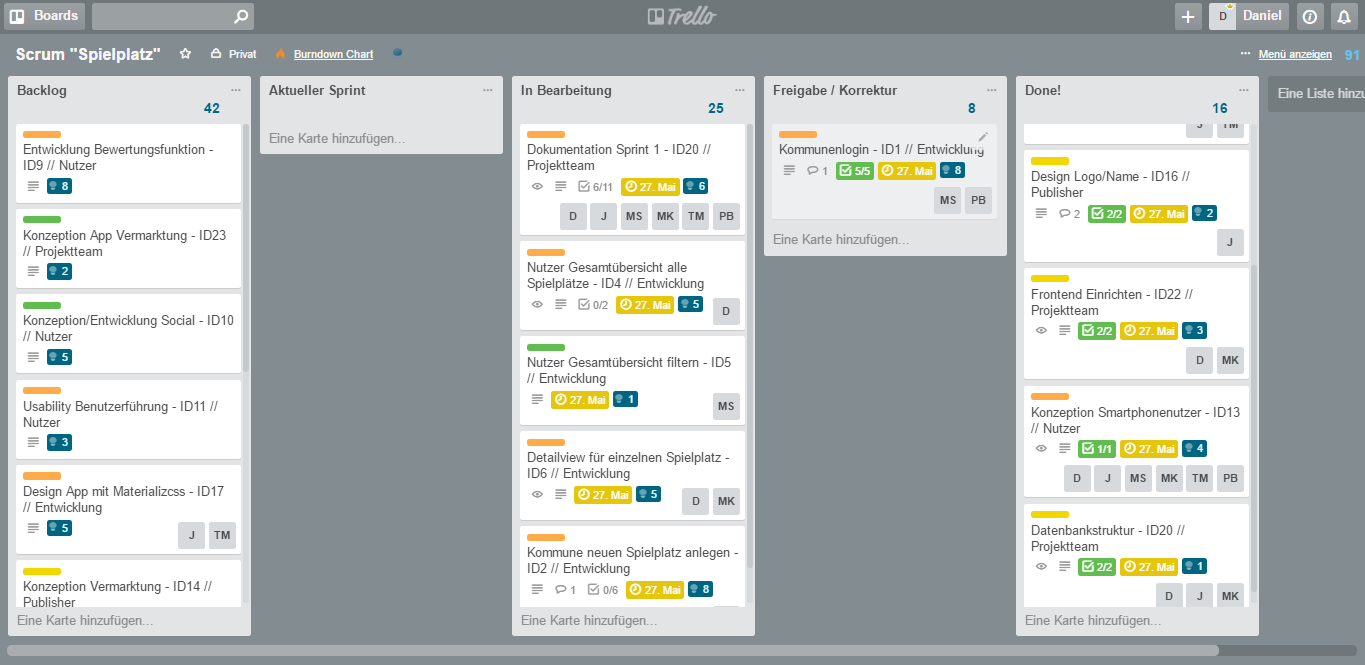 Boards
Trello
D Daniel
Scrum "Spielplatz"
Privat
Burndown Chart
Menü anzeigen
91
Backlog
42
Entwicklung Bewertungsfunktion -
ID9 // Nutzer
8
Konzeption App Vermarktung - ID23
// Projektteam
2
Konzeption/Entwicklung Social - ID10
// Nutzer
5
Usability Benutzerführung - ID11 //
Nutzer
3
Design App mit Materializcss - ID17
// Entwicklung
5
J TM
Konzeption Vermarktung - ID14 //
Publisher
Eine Karte hinzufügen...
Aktueller Sprint
Eine Karte hinzufügen...
In Bearbeitung
25
Dokumentation Sprint 1 - ID20 //
Projektteam
6/11 27. Mai 6
D J MS MK TM PB
Nutzer Gesamtübersicht alle
Spielplätze - ID4 // Entwicklung
0/2 27. Mai 5
D
Nutzer Gesamtübersicht filtern - ID5
// Entwicklung
27. Mai 1
MS
Detailview für einzelnen Spielplatz -
ID6 // Entwicklung
27. Mai 5
D MK
Kommune neuen Spielplatz anlegen -
ID2 // Entwicklung
1 0/6 27. Mai 8
Eine Karte hinzufügen...
Freigabe / Korrektur
8
Kommunenlogin - ID1 // Entwicklung
1 5/5 27. Mai 8
MS PB
Eine Karte hinzufügen...
Done!
16
J TM
Design Logo/Name - ID16 //
Publisher
2 2/2 27. Mai 2
J
Frontend Einrichten - ID22 //
Projektteam
2/2 27. Mai 3
D MK
Konzeption Smartphonenutzer - ID13
// Nutzer
1/1 27. Mai 4
D J MS MK TM PB
Datenbankstruktur - ID20 //
Projektteam
2/2 27. Mai 1
D J MK
Eine Karte hinzufügen...
Eine Liste hinzu